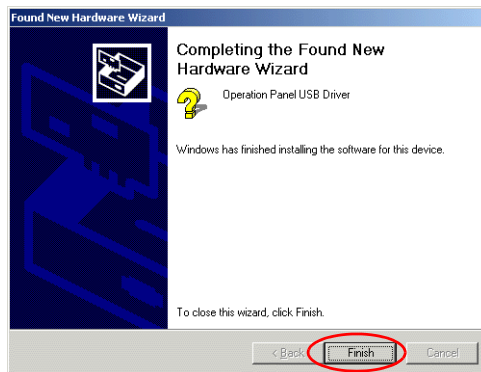 Found New Hardware Wizard
Completing the Found New
Hardware Wizard
Operation Panel USB Driver
Windows has finished installing the software for this device.
To close this wizard, click Finish.
< Back
Finish
Cancel